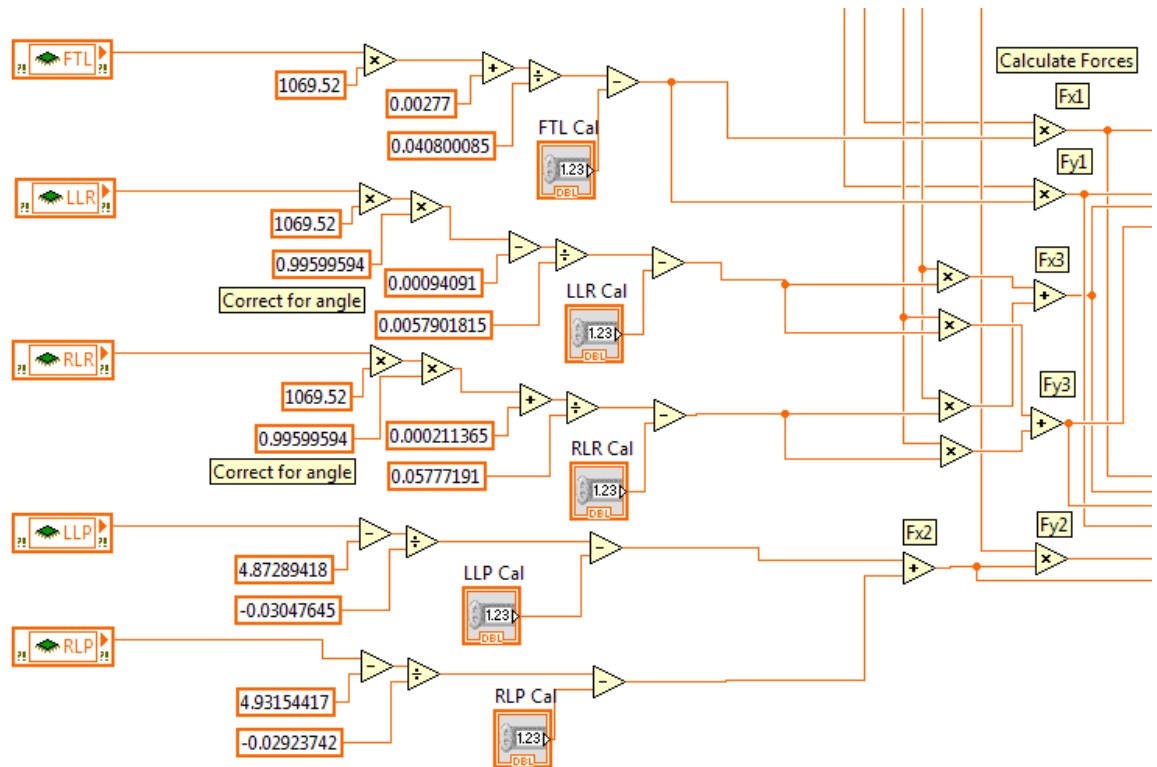 FTL
1069.52
0.00277
0.040800085
FTL Cal
1.23
DBL
Calculate Forces
Fx1
Fy1
LLR
1069.52
0.99599594
Correct for angle
0.00094091
0.0057901815
LLR Cal
1.23
DBL
Fx3
RLR
1069.52
0.99599594
Correct for angle
0.000211365
0.05777191
RLR Cal
1.23
DBL
Fy3
LLP
4.87289418
-0.03047645
LLP Cal
1.23
DBL
Fx2
Fy2
RLP
4.93154417
-0.02923742
RLP Cal
1.23
DBL